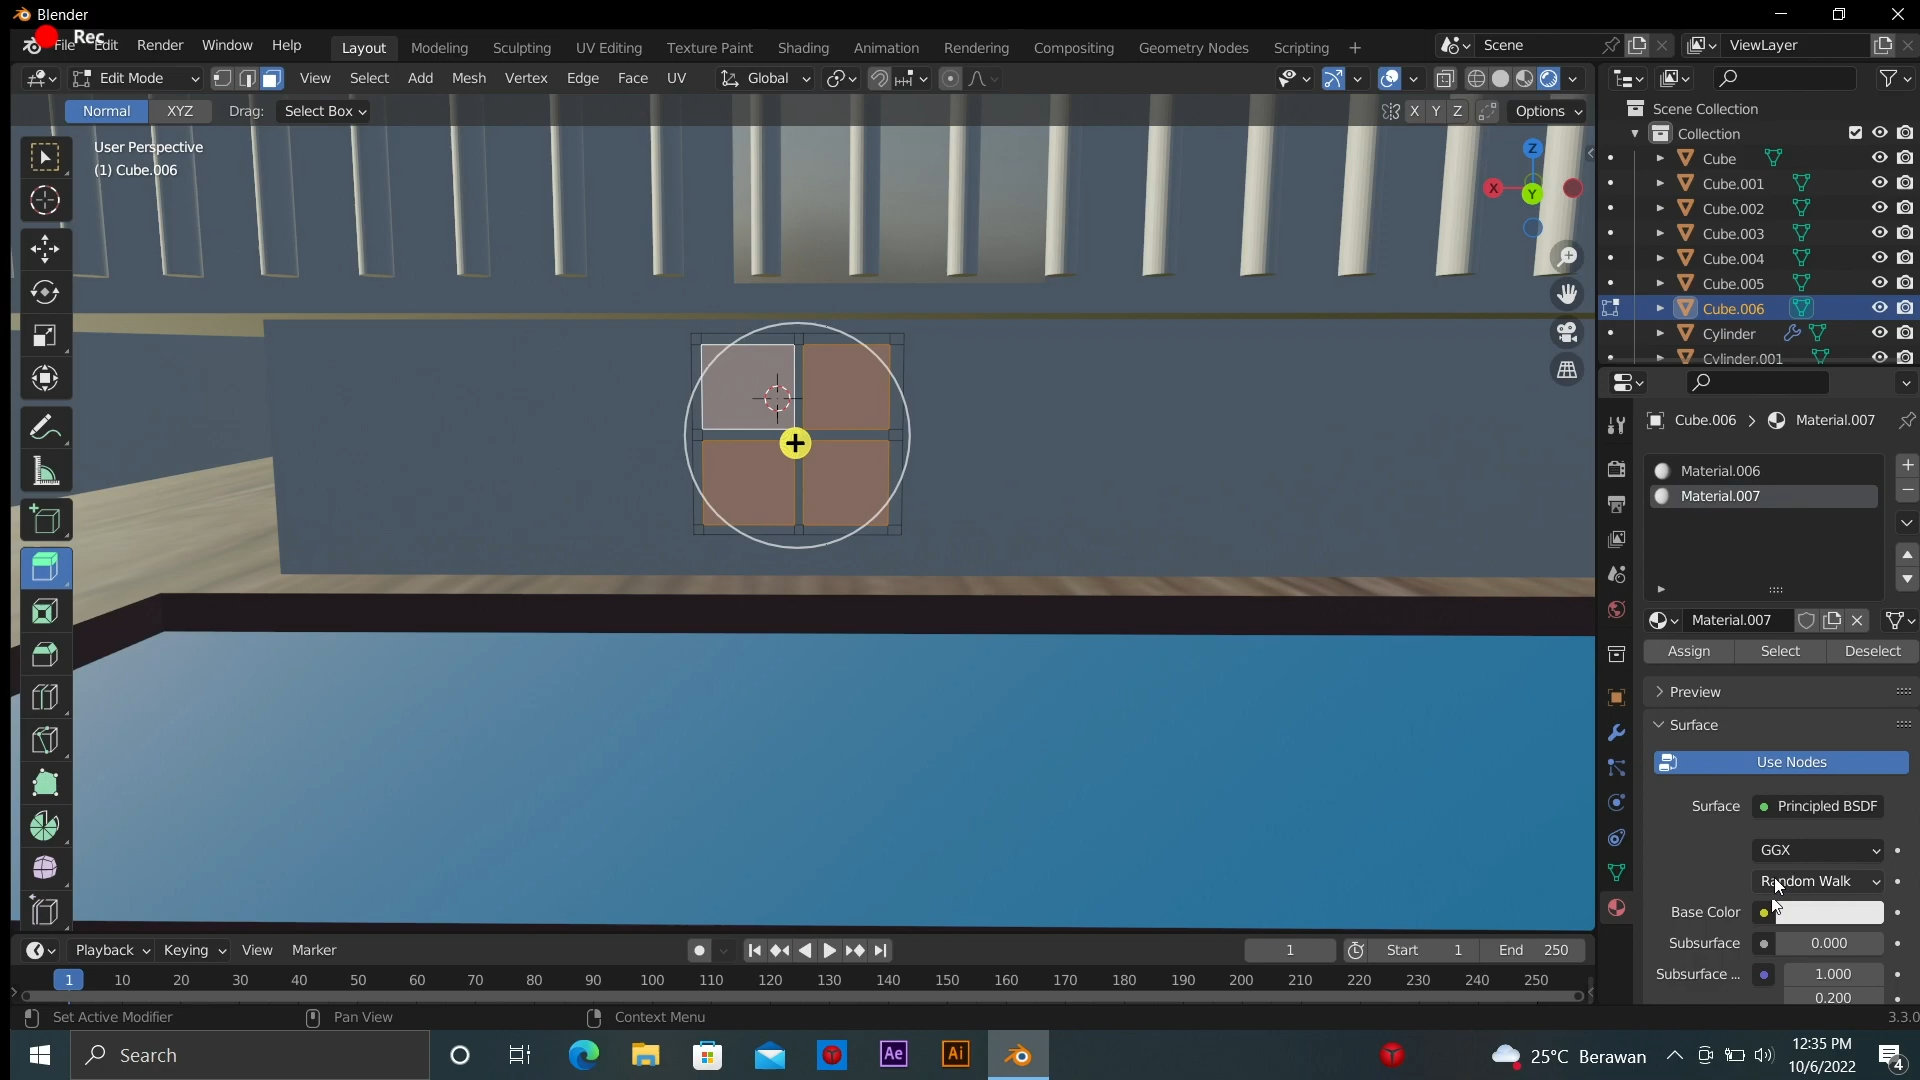 Blender
Rec
File Edit Render Window Help Layout Modeling Sculpting UV Editing Texture Paint Shading Animation Rendering Compositing Geometry Nodes Scripting + Scene ViewLayer
Edit Mode View Select Add Mesh Vertex Edge Face UV Global
Normal XYZ Drag: Select Box X Y Z Options
User Perspective
(1) Cube.006
Z
X
Y
Scene Collection
Collection
Cube
Cube.001
Cube.002
Cube.003
Cube.004
Cube.005
Cube.006
Cylinder
Cylinder.001
Cube.006 > Material.007
Material.006
Material.007
Material.007
Assign Select Deselect
Preview
Surface
Use Nodes
Surface Principled BSDF
GGX
Random Walk
Base Color
Subsurface 0.000
Subsurface ... 1.000
0.200
Playback Keying View Marker 1 Start 1 End 250
1 10 20 30 40 50 60 70 80 90 100 110 120 130 140 150 160 170 180 190 200 210 220 230 240 250
Set Active Modifier Pan View Context Menu 3.3.0
Search Ae Ai 25°C Berawan 12:35 PM
10/6/2022 4